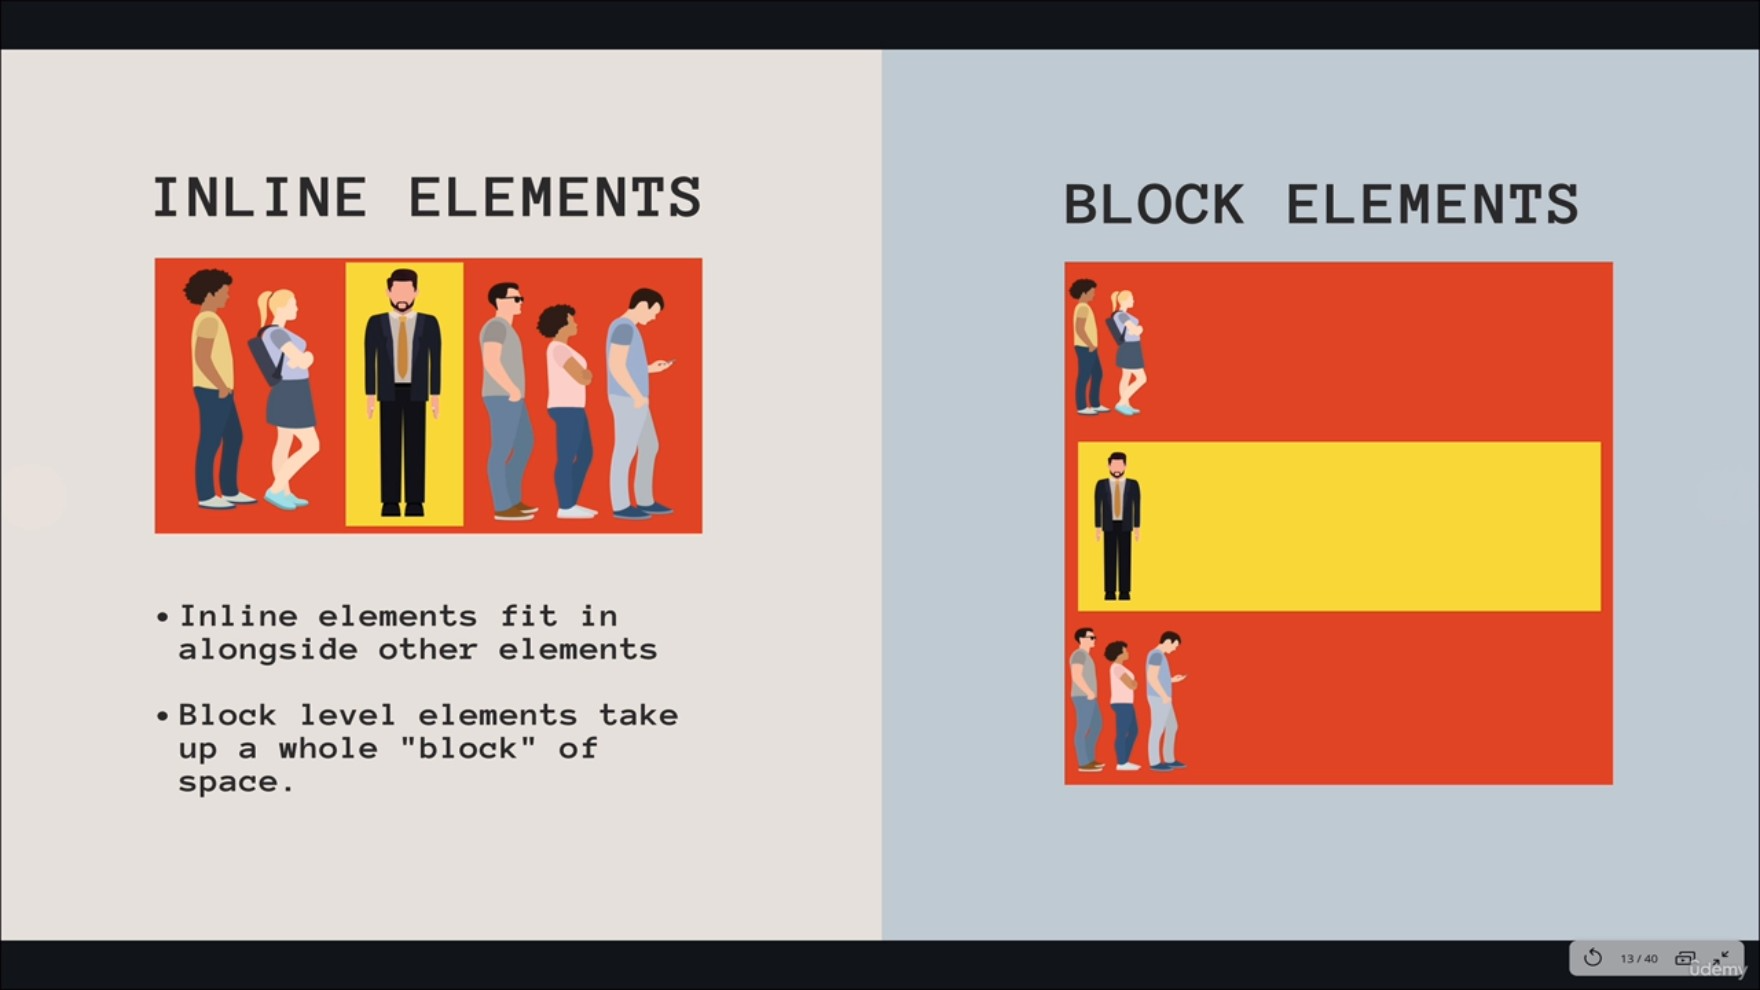 INLINE ELEMENTS
• Inline elements fit in
alongside other elements
• Block level elements take
up a whole "block" of
space.
BLOCK ELEMENTS
13 / 40
ûdemy